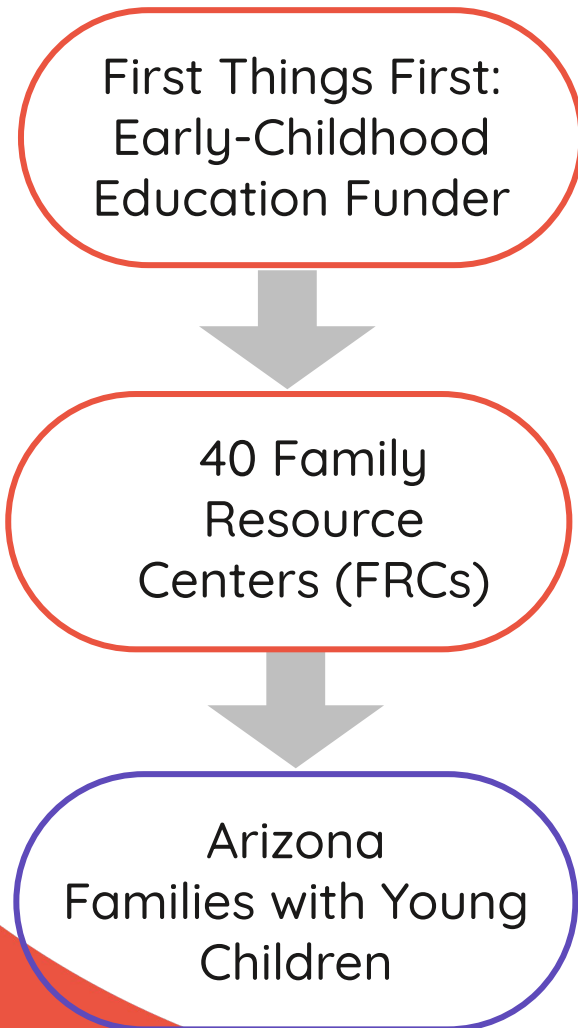 First Things First:
Early-Childhood
Education Funder
40 Family
Resource
Centers (FRCs)
Arizona
Families with Young
Children